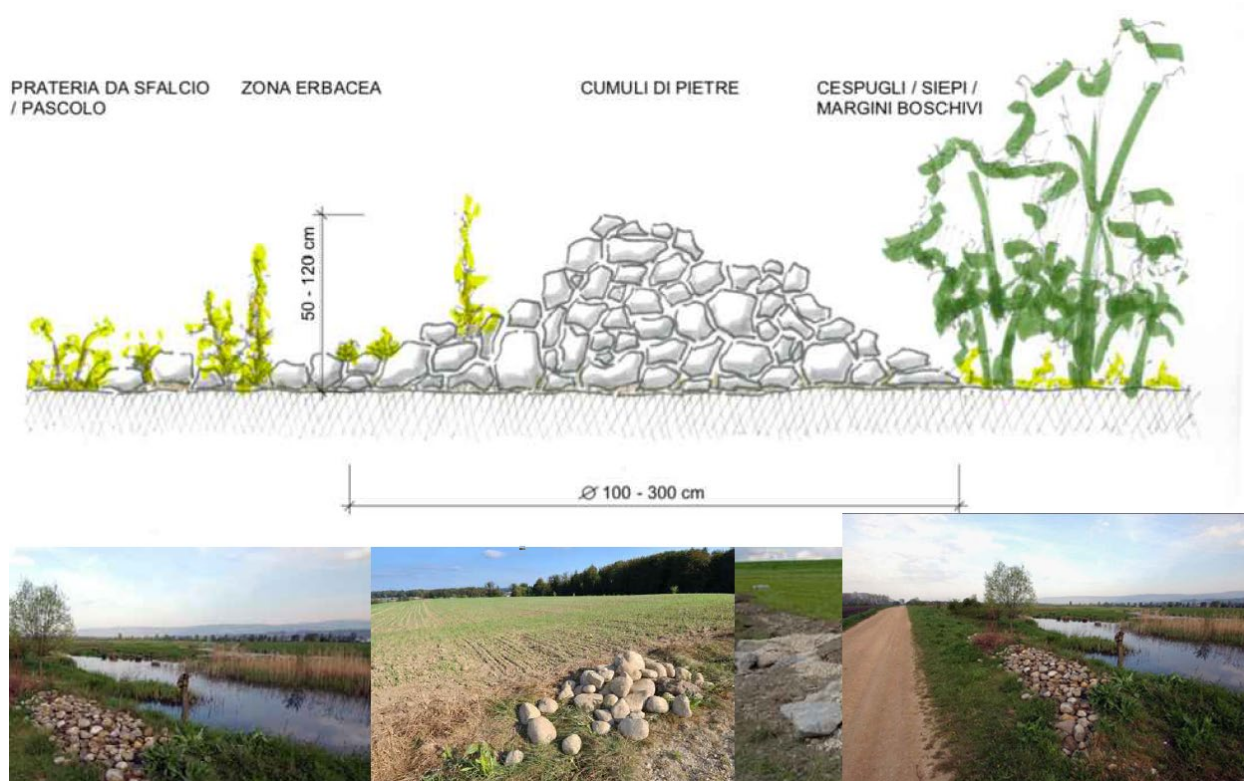 PRATERIA DA SFALCIO
/ PASCOLO
ZONA ERBACEA
CUMULI DI PIETRE
CESPUGLI / SIEPI /
MARGINI BOSCHIVI
50 - 120 cm
Ø 100 - 300 cm